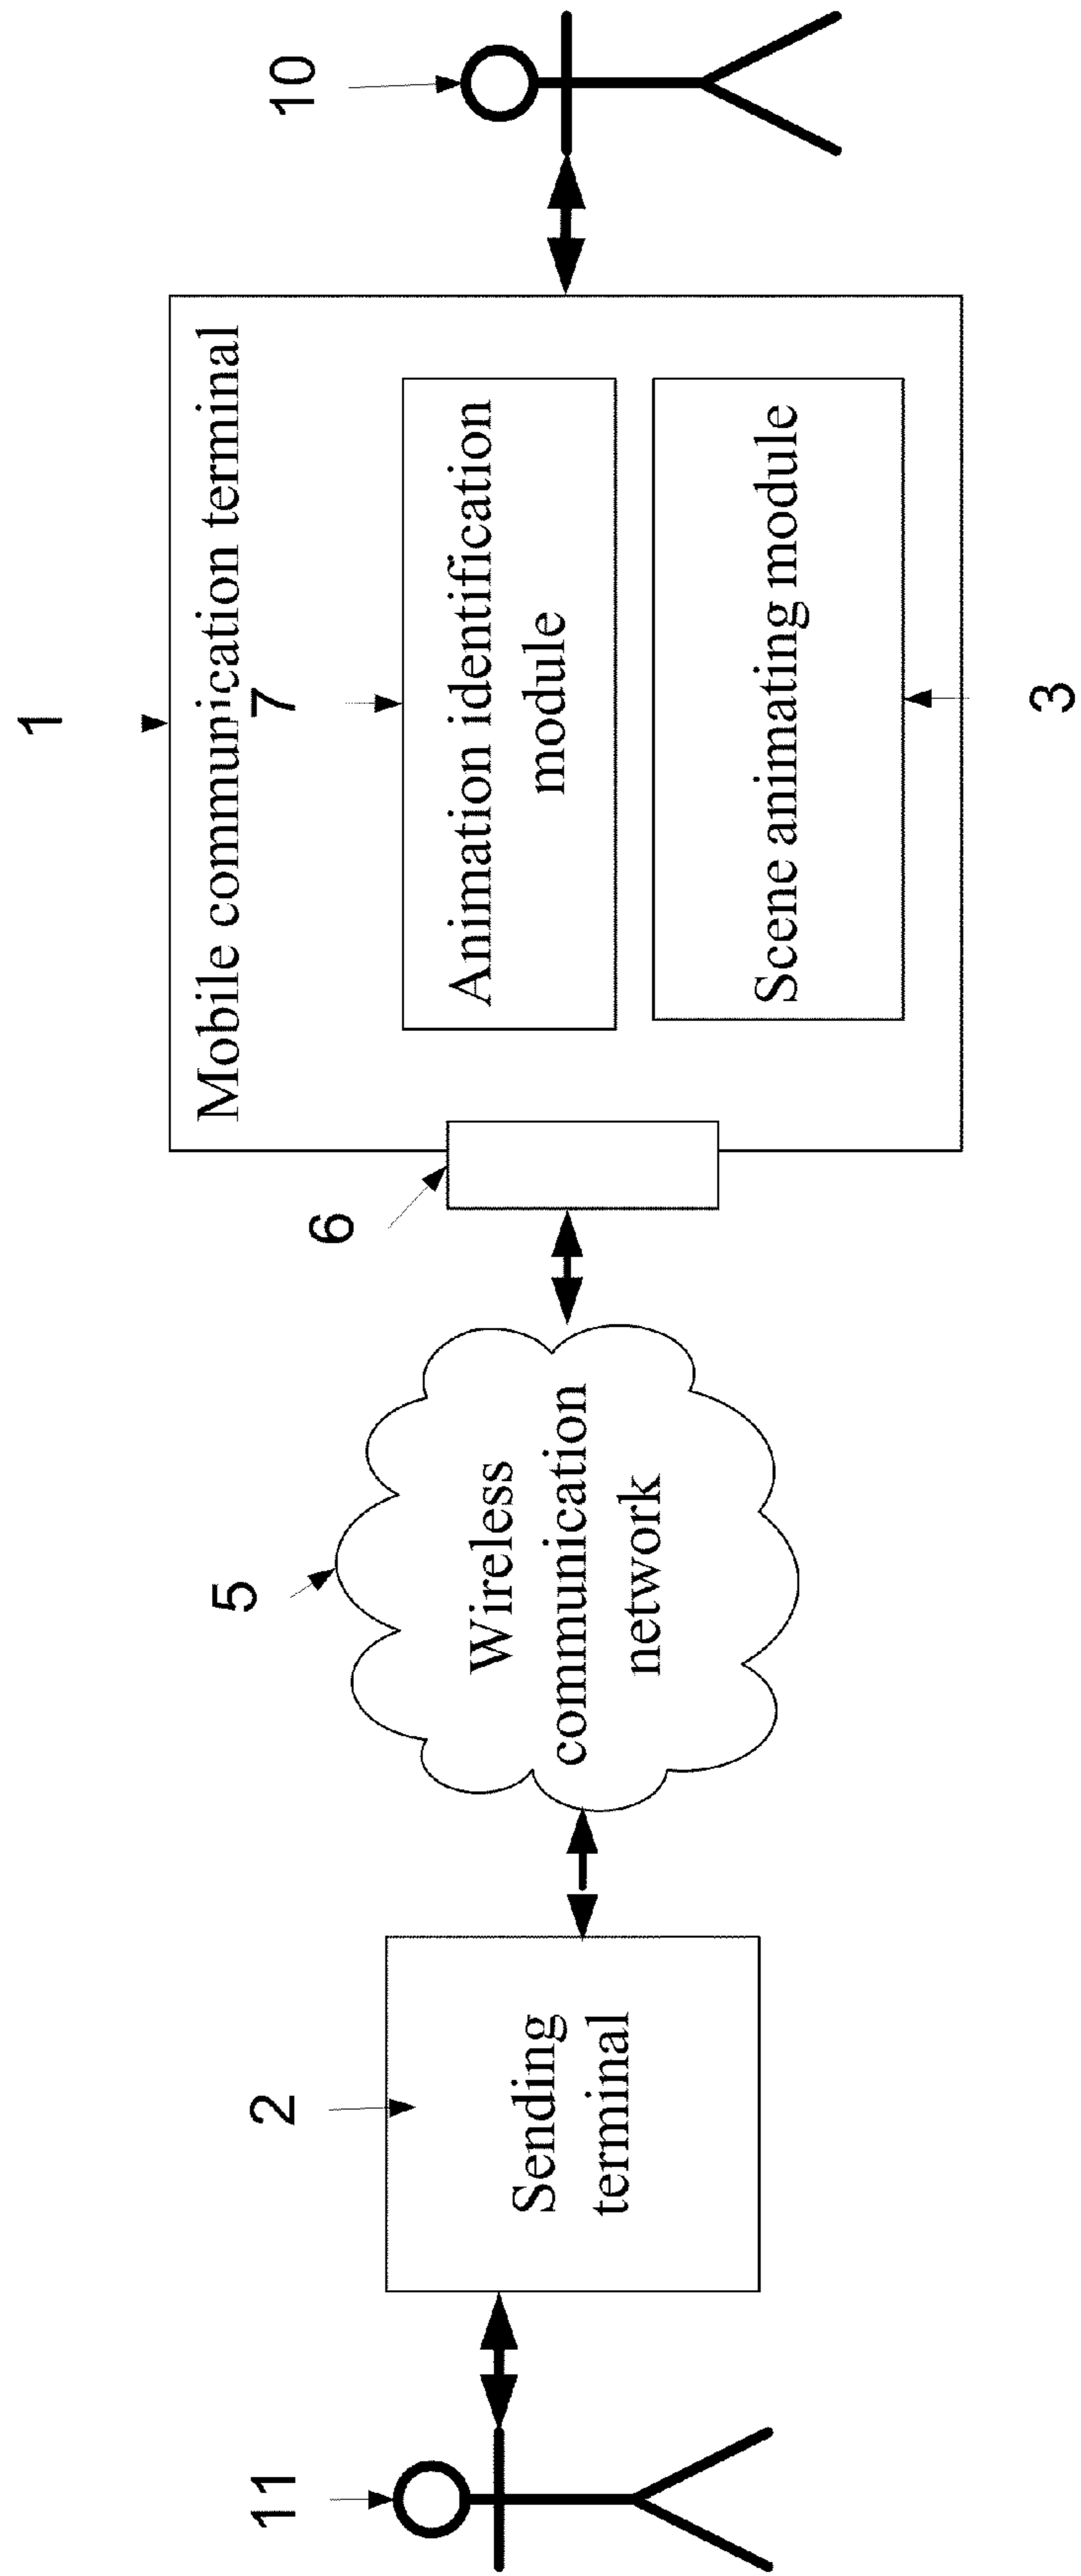 11
2
Sending
terminal
5
Wireless
communication
network
6
1
Mobile communication terminal
7
Animation identification
module
Scene animating module
3
10